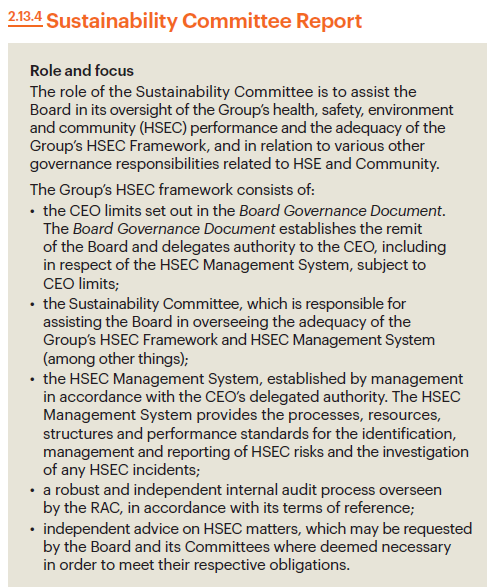 2.13.4 Sustainability Committee Report
Role and focus
The role of the Sustainability Committee is to assist the
Board in its oversight of the Group's health, safety, environment
and community (HSEC) performance and the adequacy of the
Group's HSEC Framework, and in relation to various other
governance responsibilities related to HSE and Community.
The Group's HSEC framework consists of:
• the CEO limits set out in the Board Governance Document.
The Board Governance Document establishes the remit
of the Board and delegates authority to the CEO, including
in respect of the HSEC Management System, subject to
CEO limits;
• the Sustainability Committee, which is responsible for
assisting the Board in overseeing the adequacy of the
Group's HSEC Framework and HSEC Management System
(among other things);
• the HSEC Management System, established by management
in accordance with the CEO's delegated authority. The HSEC
Management System provides the processes, resources,
structures and performance standards for the identification,
management and reporting of HSEC risks and the investigation
of any HSEC incidents;
• a robust and independent internal audit process overseen
by the RAC, in accordance with its terms of reference;
• independent advice on HSEC matters, which may be requested
by the Board and its Committees where deemed necessary
in order to meet their respective obligations.